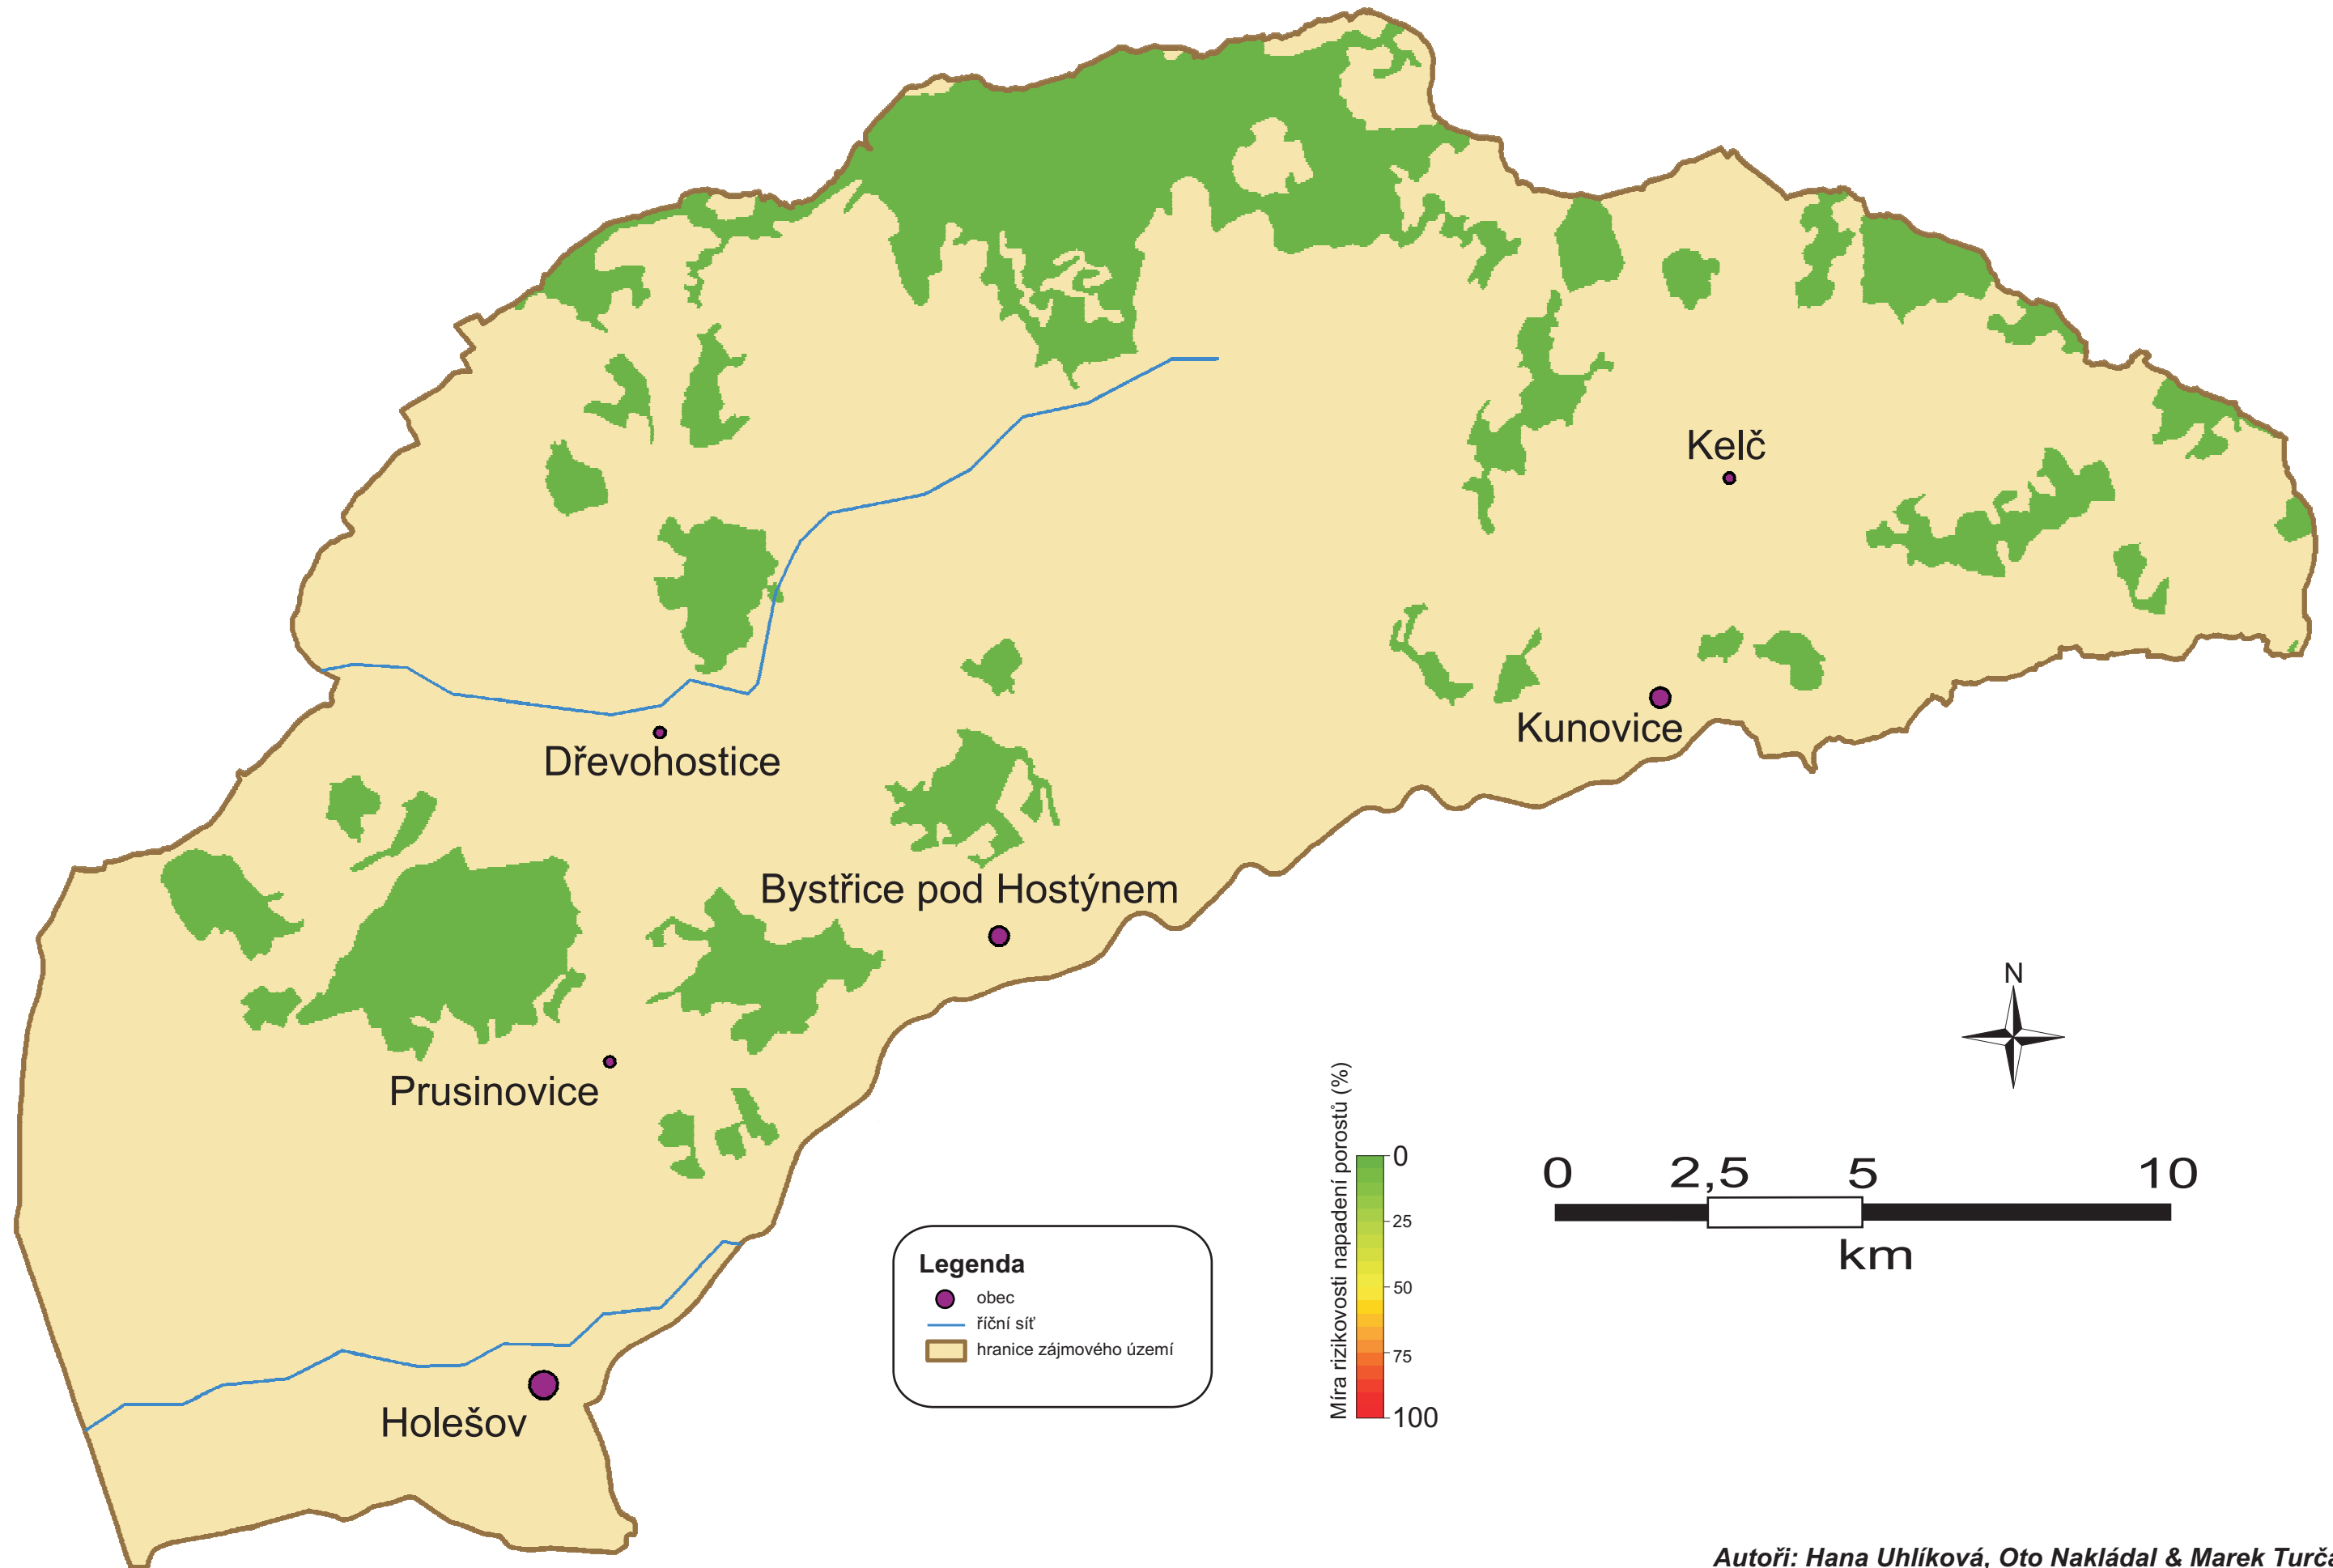 Kelč
Kunovice
Dřevohostice
Bystřice pod Hostýnem
Prusinovice
Holešov
N
Legenda
obec
říční síť
hranice zájmového území
Míra rizikovosti napadení porostů (%)
0
25
50
75
100
0 2,5 5 10
km
Autoři: Hana Uhlíková, Oto Nakládal & Marek